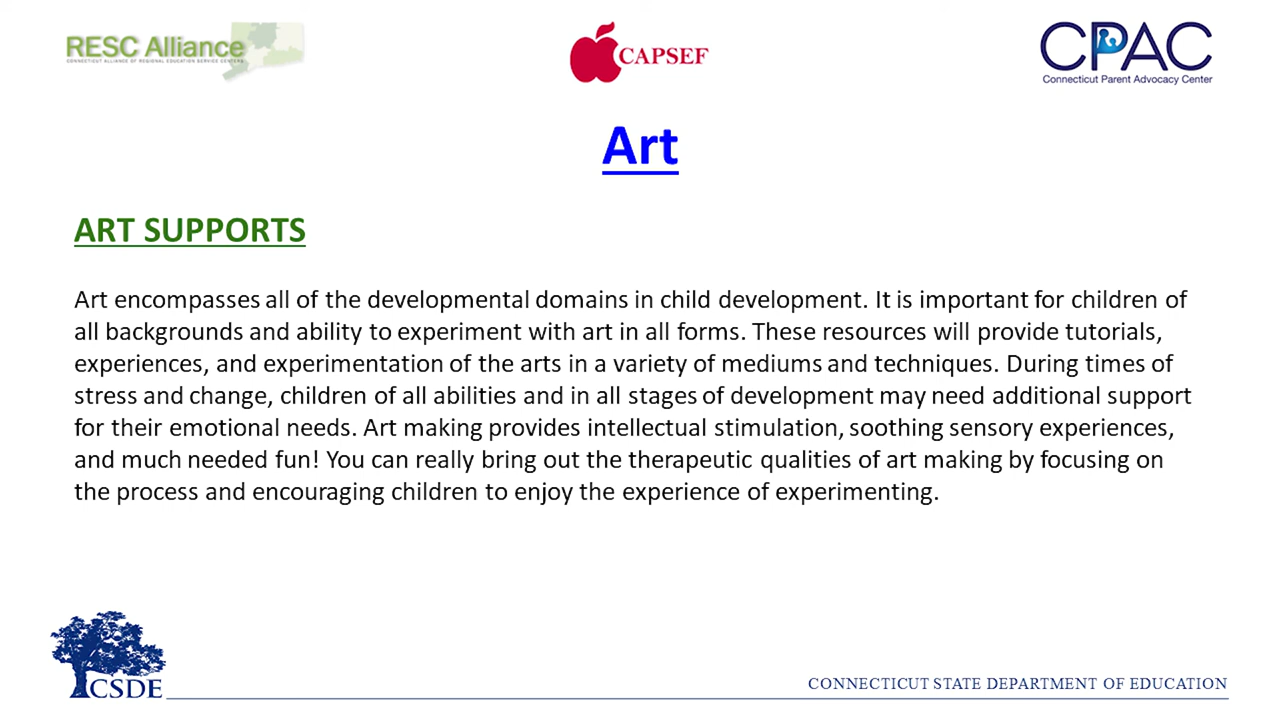 RESC Alliance
CONNECTICUT ALLIANCE OF REGIONAL EDUCATION SERVICE CENTERS
CAPSEF
CPAC
Connecticut Parent Advocacy Center
Art
ART SUPPORTS
Art encompasses all of the developmental domains in child development. It is important for children of
all backgrounds and ability to experiment with art in all forms. These resources will provide tutorials,
experiences, and experimentation of the arts in a variety of mediums and techniques. During times of
stress and change, children of all abilities and in all stages of development may need additional support
for their emotional needs. Art making provides intellectual stimulation, soothing sensory experiences,
and much needed fun! You can really bring out the therapeutic qualities of art making by focusing on
the process and encouraging children to enjoy the experience of experimenting.
CSDE
CONNECTICUT STATE DEPARTMENT OF EDUCATION